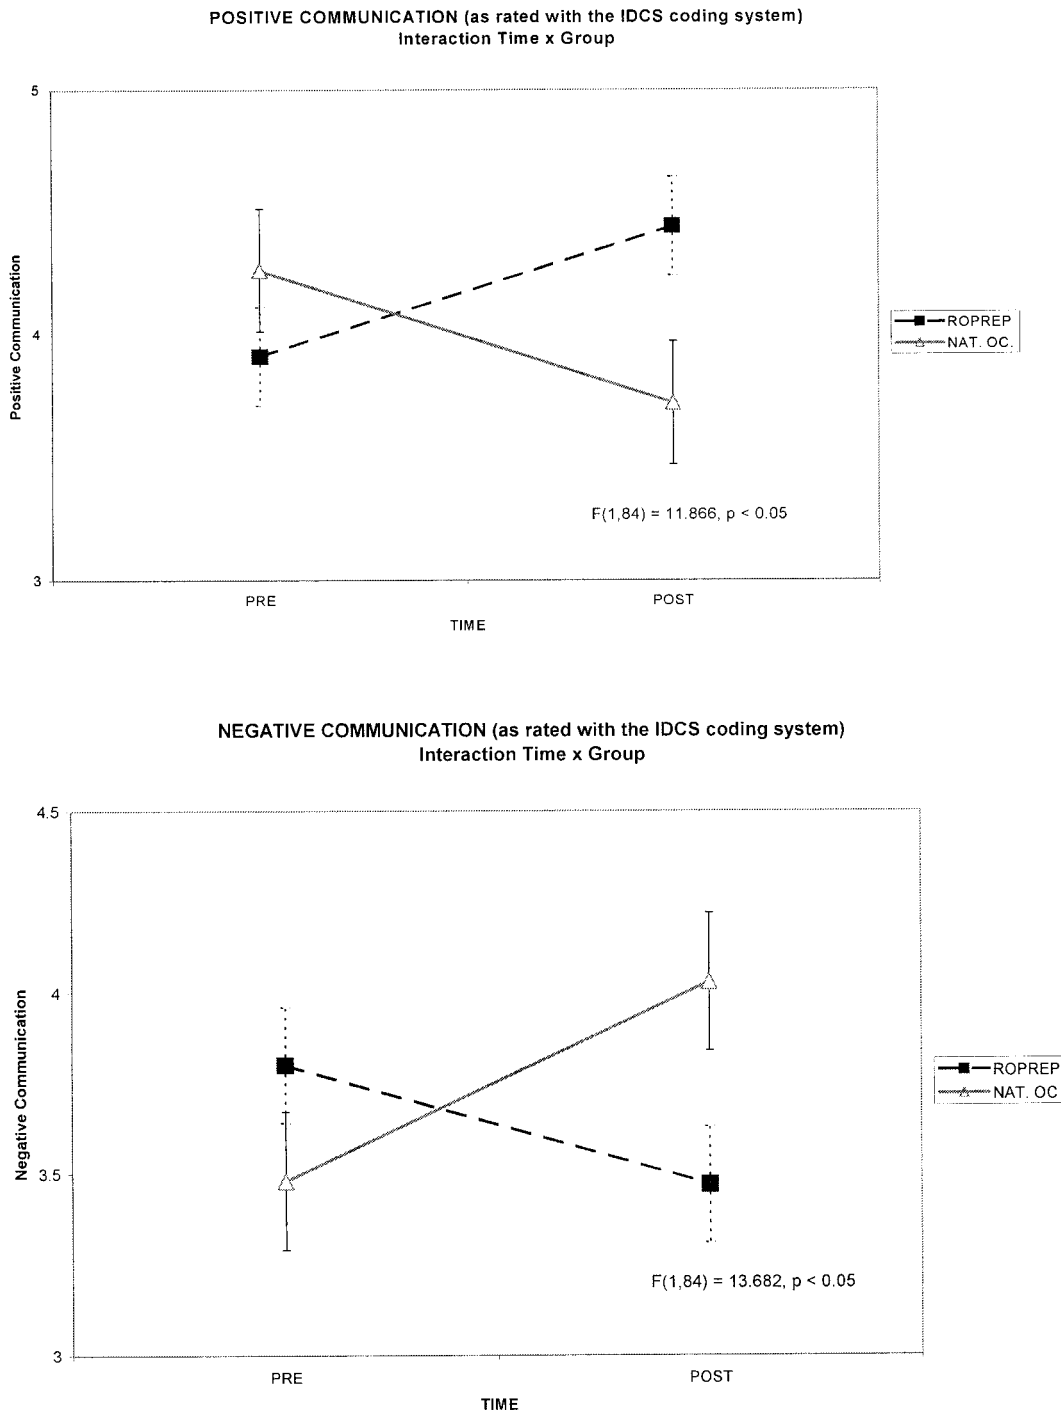 POSITIVE COMMUNICATION (as rated with the IDCS coding system)
Interaction Time x Group
5
4
3
Positive Communication
ROPREP
NAT. OC.
F(1,84) = 11.866, p < 0.05
PRE
POST
TIME
NEGATIVE COMMUNICATION (as rated with the IDCS coding system)
Interaction Time x Group
4.5
4
3.5
3
Negative Communication
ROPREP
NAT. OC
F(1,84) = 13.682, p < 0.05
PRE
POST
TIME